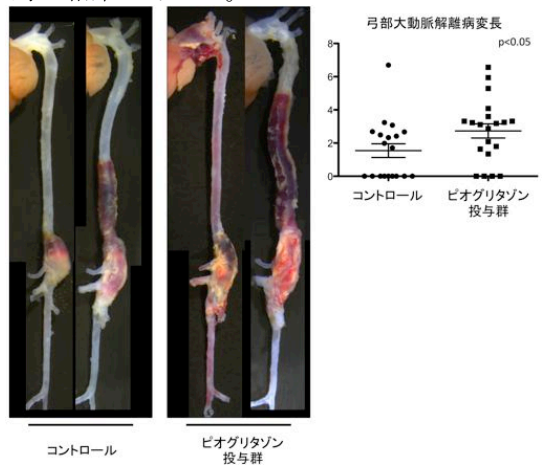 弓部大動脈解離病変長
p<0.05
8
6
4
2
0
コントロール
ピオグリタゾン
投与群
コントロール
ピオグリタゾン
投与群